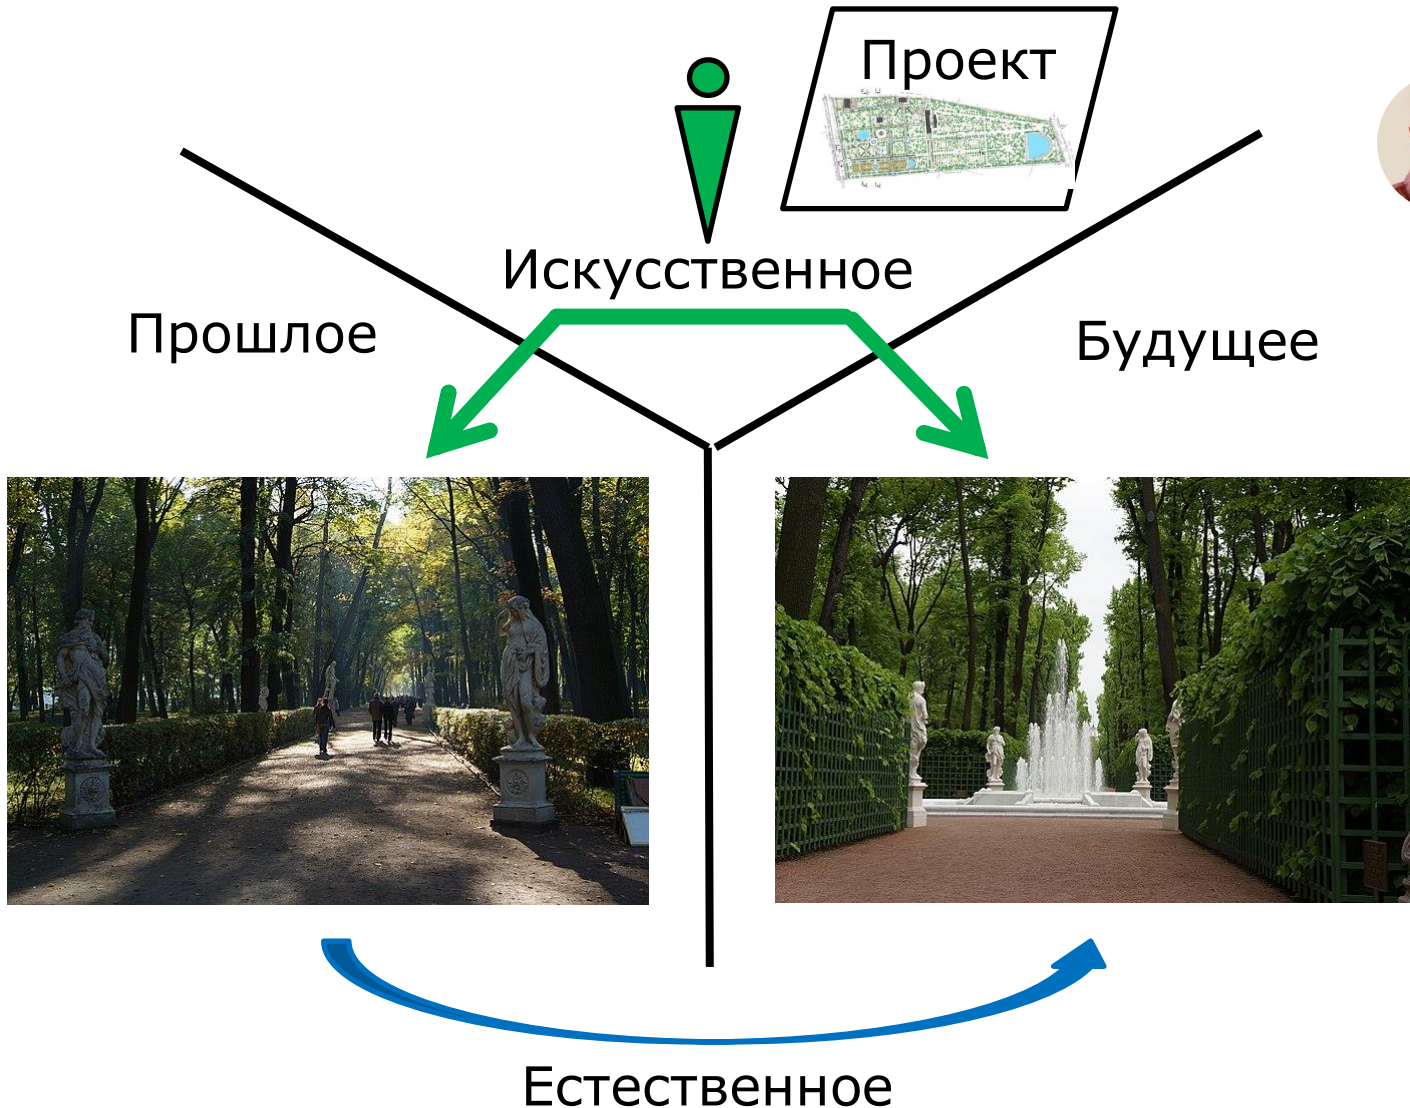 Проект
Искусственное
Прошлое
Будущее
Естественное